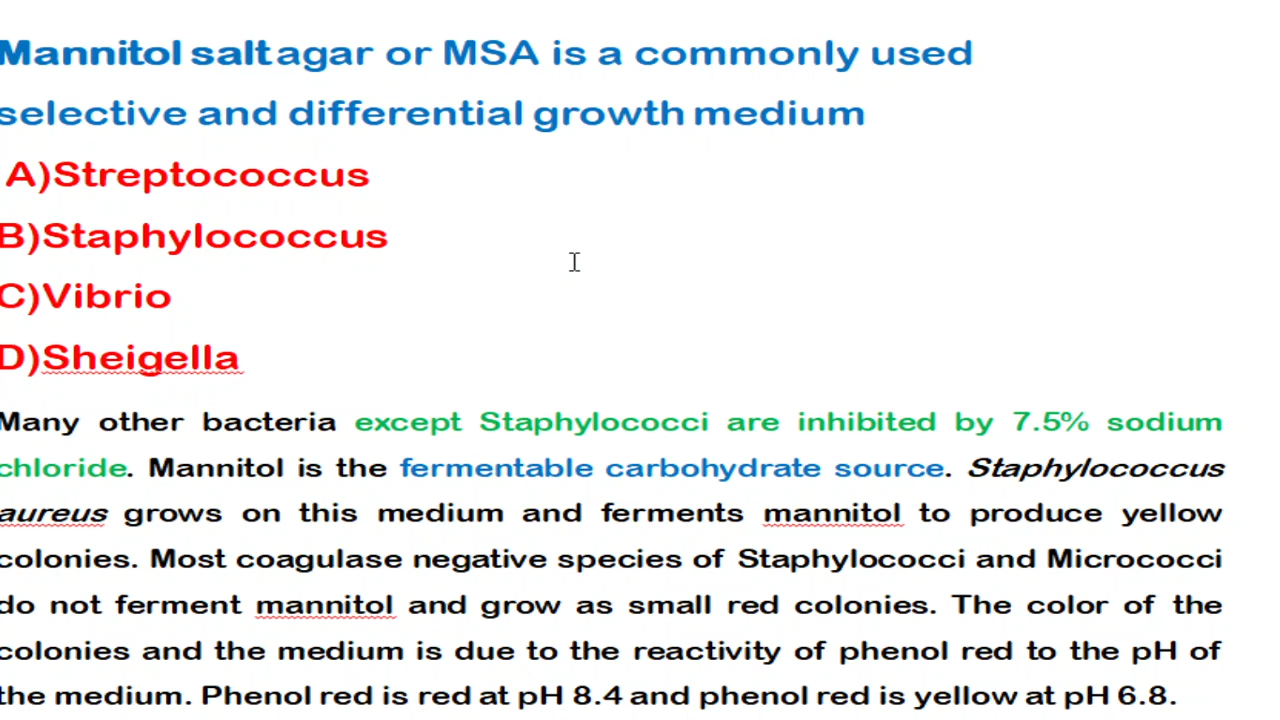 Mannitol salt agar or MSA is a commonly used
selective and differential growth medium
A)Streptococcus
B)Staphylococcus
C)Vibrio
D)Sheigella
Many other bacteria except Staphylococci are inhibited by 7.5% sodium
chloride. Mannitol is the fermentable carbohydrate source. Staphylococcus
aureus grows on this medium and ferments mannitol to produce yellow
colonies. Most coagulase negative species of Staphylococci and Micrococci
do not ferment mannitol and grow as small red colonies. The color of the
colonies and the medium is due to the reactivity of phenol red to the pH of
the medium. Phenol red is red at pH 8.4 and phenol red is yellow at pH 6.8.